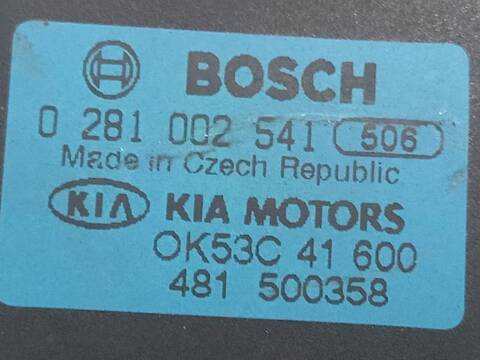 BOSCH
0 281 002 541 506
Made in Czech Republic
KIA KIA MOTORS
OK53C 41 600
481 500358